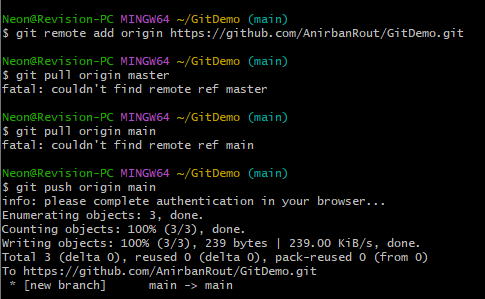 Neon@Revision-PC MINGW64 ~/GitDemo (main)
$ git remote add origin https://github.com/AnirbanRout/GitDemo.git
Neon@Revision-PC MINGW64 ~/GitDemo (main)
$ git pull origin master
fatal: couldn't find remote ref master
Neon@Revision-PC MINGW64 ~/GitDemo (main)
$ git pull origin main
fatal: couldn't find remote ref main
Neon@Revision-PC MINGW64 ~/GitDemo (main)
$ git push origin main
info: please complete authentication in your browser...
Enumerating objects: 3, done.
Counting objects: 100% (3/3), done.
Writing objects: 100% (3/3), 239 bytes | 239.00 KiB/s, done.
Total 3 (delta 0), reused 0 (delta 0), pack-reused 0 (from 0)
To https://github.com/AnirbanRout/GitDemo.git
 * [new branch]      main -> main